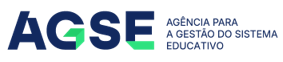 AGSE
AGÊNCIA PARA
A GESTÃO DO SISTEMA
EDUCATIVO